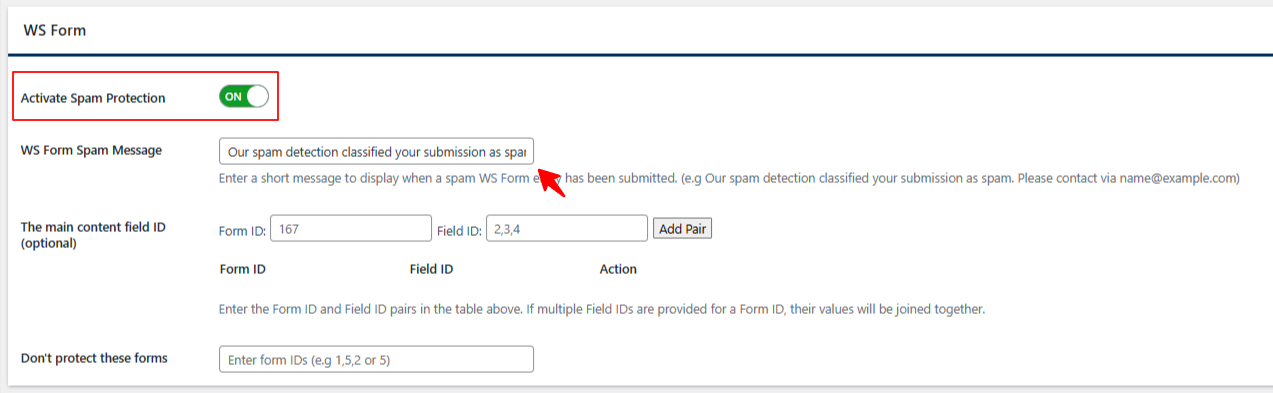 WS Form
Activate Spam Protection ON
WS Form Spam Message Our spam detection classified your submission as
Enter a short message to display when a spam WS Form has been submitted. (e.g Our spam detection classified your submission as spam. Please contact via name@example.com)
The main content field ID (optional) Form ID: 167 Field ID: 2,3,4 Add Pair
Form ID Field ID Action
Enter the Form ID and Field ID pairs in the table above. If multiple Field IDs are provided for a Form ID, their values will be joined together.
Don't protect these forms Enter form IDs (e.g 1,5,2 or 5)